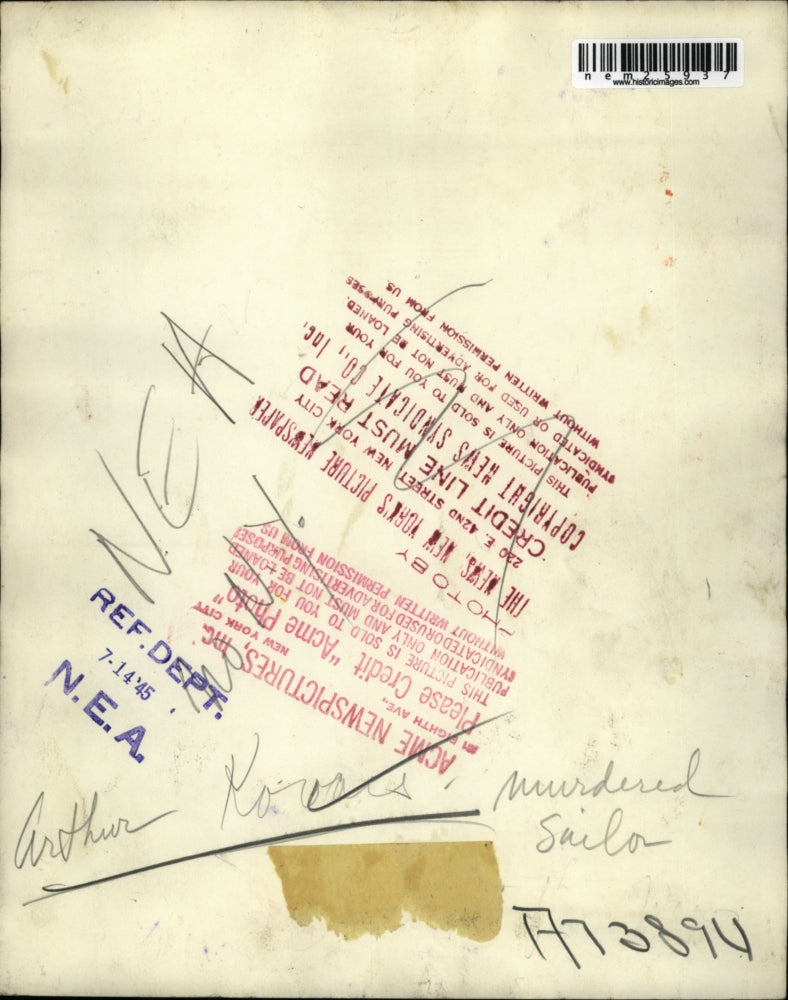 nem25937
www.historicimages.com
NEA
THE NEWS, NEW YORK'S PICTURE NEWSPAPER
220 E. 42ND STREET NEW YORK CITY
CREDIT LINE MUST READ
COPYRIGHT NEWS SYNDICATE CO., Inc.
THIS PICTURE IS SOLD TO YOU FOR YOUR
PUBLICATION ONLY AND MUST NOT BE LOANED,
SYNDICATED OR USED FOR ADVERTISING PURPOSES
WITHOUT WRITTEN PERMISSION FROM US.
ACME NEWSPICTURES, INC.
EIGHTH AVE., NEW YORK CITY
Please Credit "Acme Photo"
THIS PICTURE IS SOLD TO YOU FOR YOUR
PUBLICATION ONLY AND MUST NOT BE LOANED
SYNDICATED OR USED FOR ADVERTISING PURPOSES
WITHOUT WRITTEN PERMISSION FROM US
REF. DEPT.
7-14'45
N.E.A.
Arthur murdered
Sailor